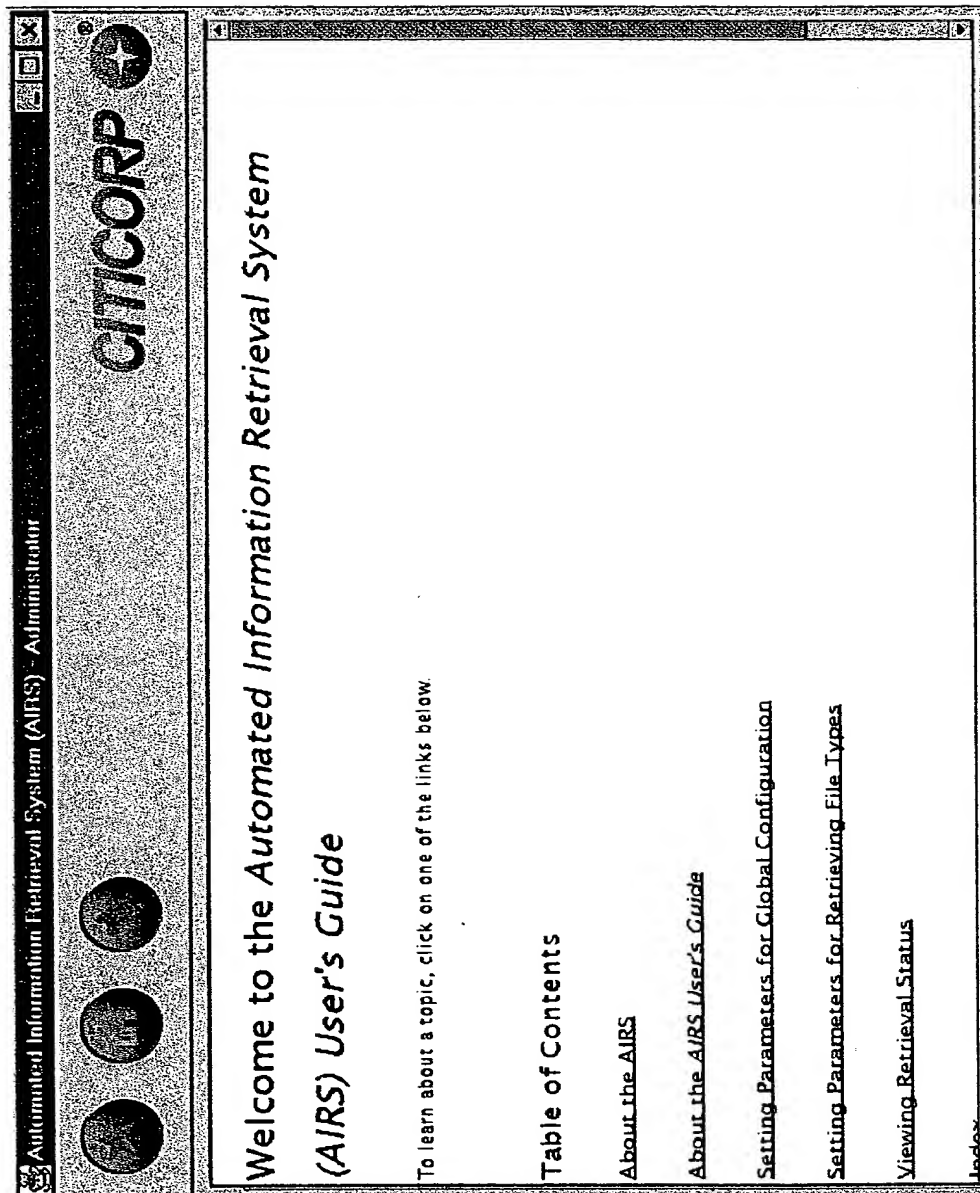 Automated Information Retrieval System (AIRS) - Administrator
CITICORP
®
Welcome to the Automated Information Retrieval System
(AIRS) User's Guide
To learn about a topic, click on one of the links below.
Table of Contents
About the AIRS
About the AIRS User's Guide
Setting Parameters for Global Configuration
Setting Parameters for Retrieving File Types
Viewing Retrieval Status
Index